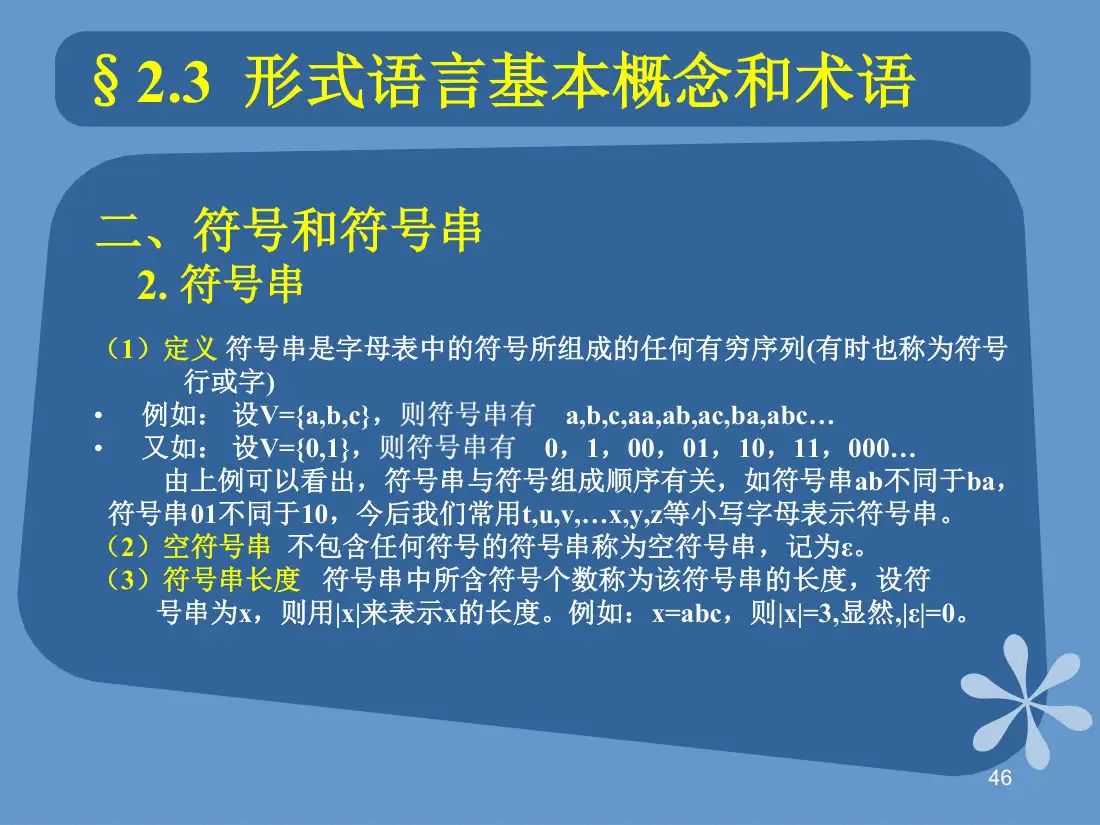 §2.3 形式语言基本概念和术语
二、符号和符号串
2. 符号串
（1）定义 符号串是字母表中的符号所组成的任何有穷序列(有时也称为符号
行或字)
• 例如： 设V={a,b,c}，则符号串有 a,b,c,aa,ab,ac,ba,abc…
• 又如： 设V={0,1}，则符号串有 0，1，00，01，10，11，000…
由上例可以看出，符号串与符号组成顺序有关，如符号串ab不同于ba，
符号串01不同于10，今后我们常用t,u,v,…x,y,z等小写字母表示符号串。
（2）空符号串 不包含任何符号的符号串称为空符号串，记为ε。
（3）符号串长度 符号串中所含符号个数称为该符号串的长度，设符
号串为x，则用|x|来表示x的长度。例如：x=abc，则|x|=3,显然,|ε|=0。
46